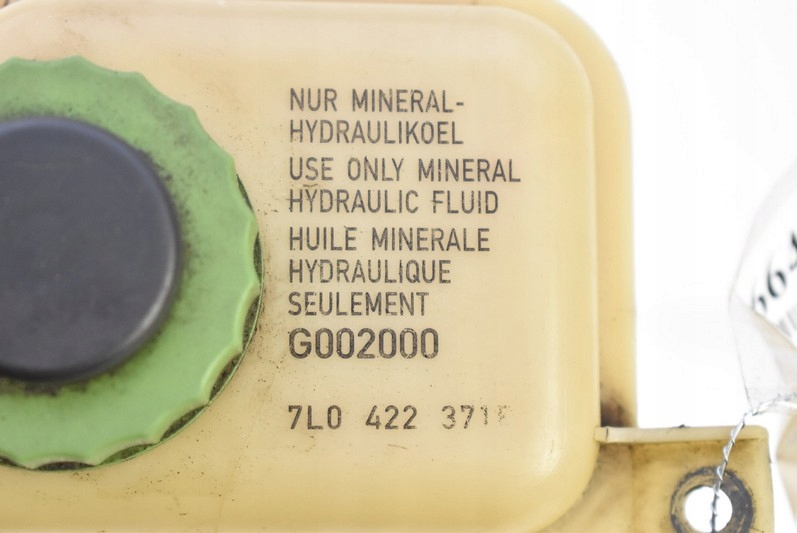 NUR MINERAL-
HYDRAULIKOEL
USE ONLY MINERAL
HYDRAULIC FLUID
HUILE MINERALE
HYDRAULIQUE
SEULEMENT
G002000
7L0 422 371